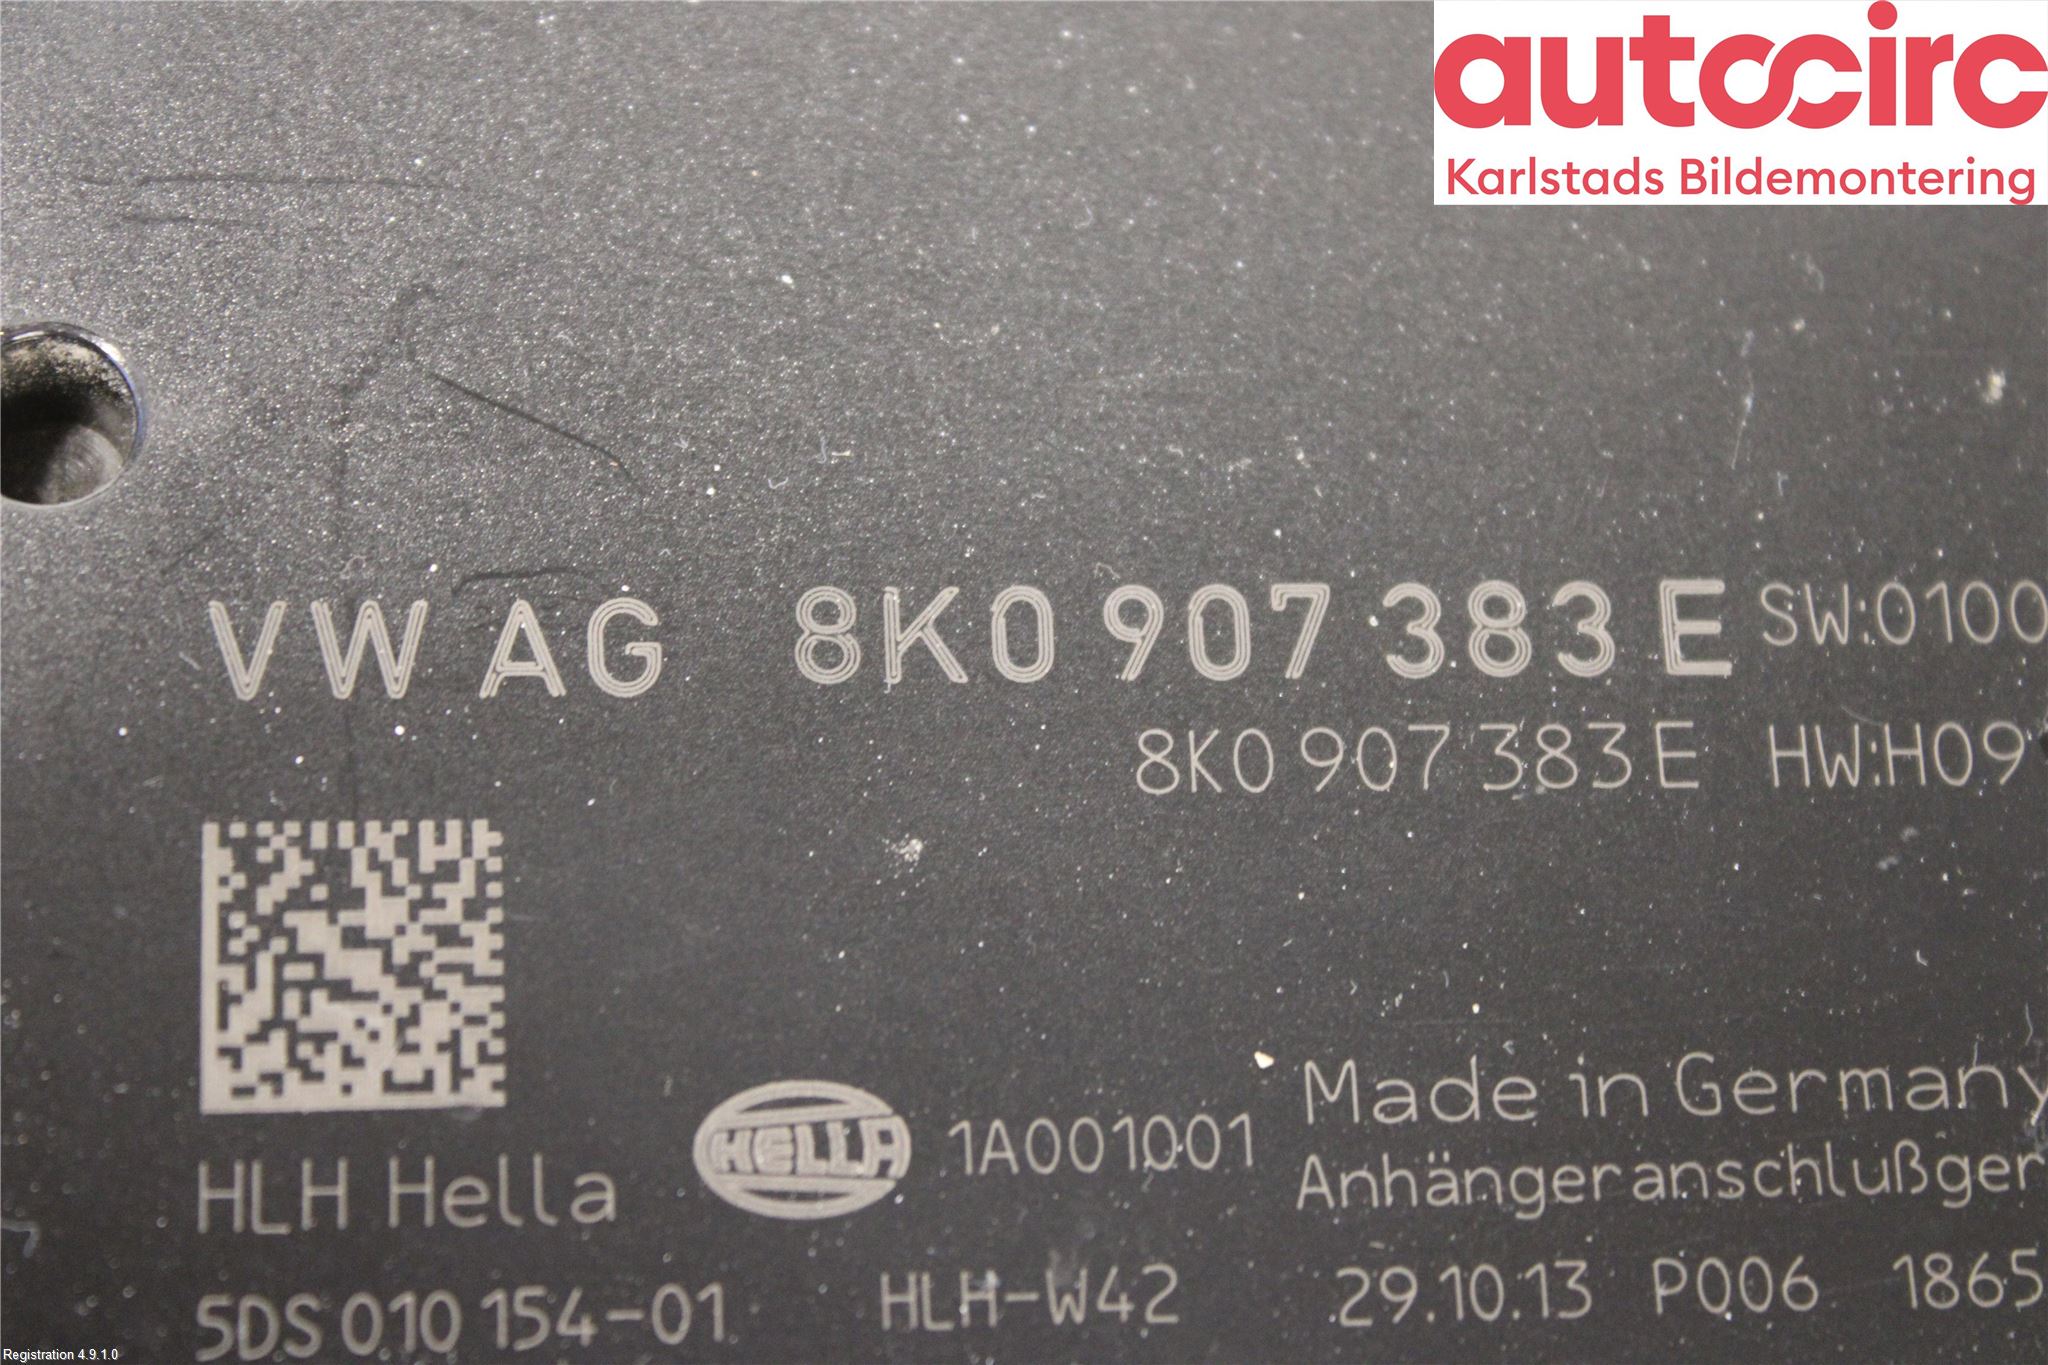 autocirc
Karlstads Bildemontering
VW AG 8K0 907 383 E SW:0100
8K0 907 383 E HW:H09
HELLA 1A001001 Made in Germany
HLH Hella Anhängeranschlußger
5DS 010 154-01 HLH-W42 29.10.13 P006 1865
Registration 4.9.1.0